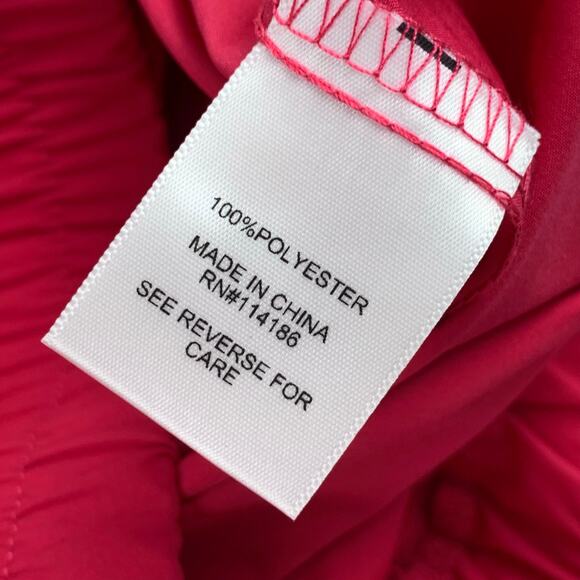 100%POLYESTER
MADE IN CHINA
RN#114186
SEE REVERSE FOR
CARE